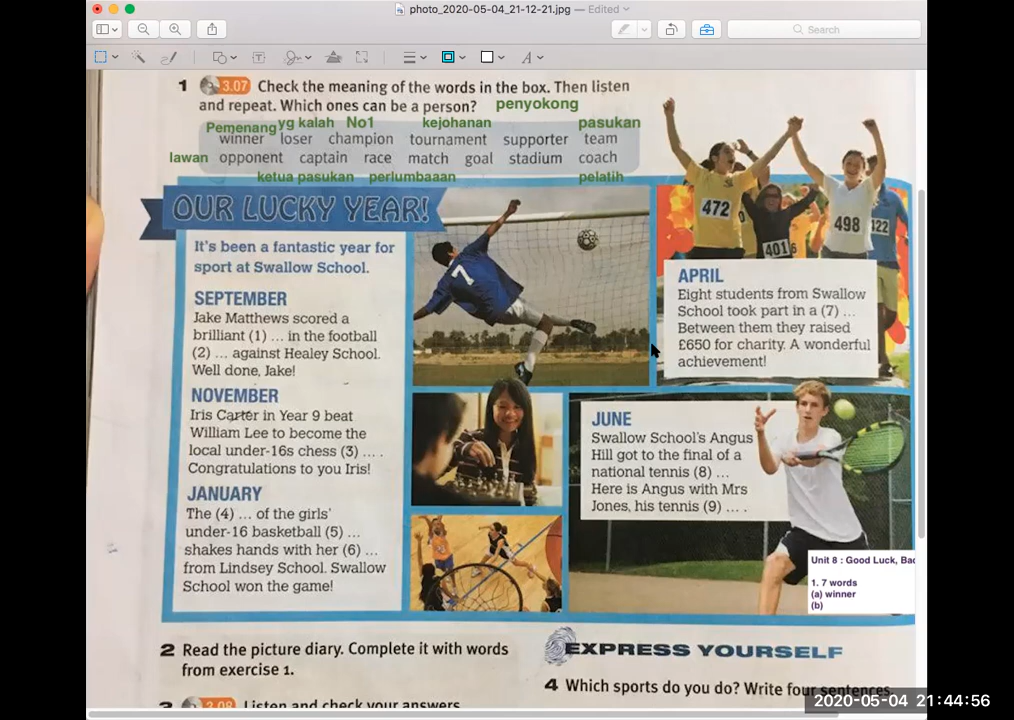 photo_2020-05-04_21-12-21.jpg — Edited
Search
1 3.07 Check the meaning of the words in the box. Then listen
and repeat. Which ones can be a person? penyokong
Pemenang yg kalah No1 kejohanan pasukan
winner loser champion tournament supporter team
lawan opponent captain race match goal stadium coach
ketua pasukan perlumbaaan pelatih
OUR LUCKY YEAR!
It's been a fantastic year for
sport at Swallow School.
SEPTEMBER
Jake Matthews scored a
brilliant (1) ... in the football
(2) ... against Healey School.
Well done, Jake!
NOVEMBER
Iris Carter in Year 9 beat
William Lee to become the
local under-16s chess (3) ... .
Congratulations to you Iris!
JANUARY
The (4) ... of the girls'
under-16 basketball (5) ...
shakes hands with her (6) ...
from Lindsey School. Swallow
School won the game!
7
472
401
6
498
322
APRIL
Eight students from Swallow
School took part in a (7) ...
Between them they raised
£650 for charity. A wonderful
achievement!
JUNE
Swallow School's Angus
Hill got to the final of a
national tennis (8) ...
Here is Angus with Mrs
Jones, his tennis (9) ... .
Unit 8 : Good Luck, Bac
1. 7 words
(a) winner
(b)
2 Read the picture diary. Complete it with words
from exercise 1.
3 3.08 Listen and check your answers
EXPRESS YOURSELF
4 Which sports do you do? Write four sentences
2020-05-04 21:44:56